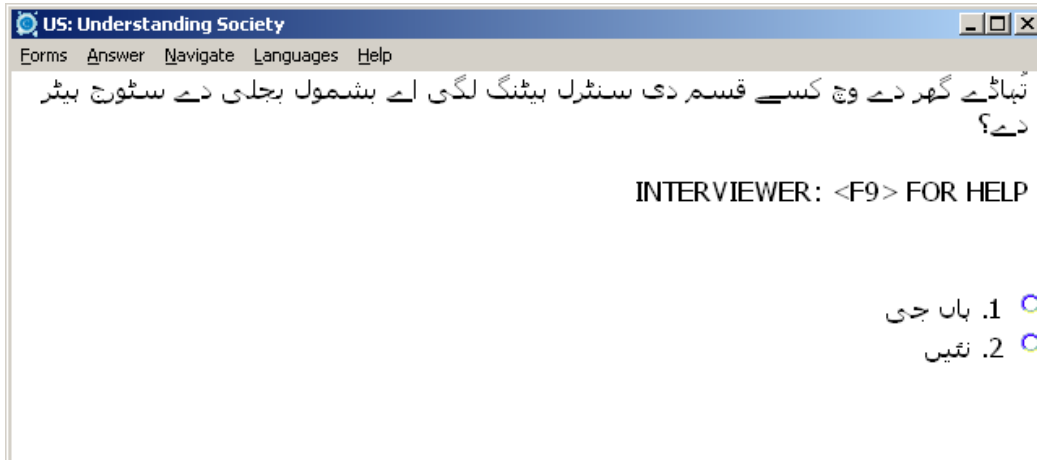 US: Understanding Society
Forms Answer Navigate Languages Help
تُہاڈے گھر دے وچ کسے قسم دی سنٹرل ہیٹنگ لگی اے بشمول بجلی دے سٹورج ہیٹر
دے؟
INTERVIEWER: <F9> FOR HELP
1. ہاں جی
2. نئیں